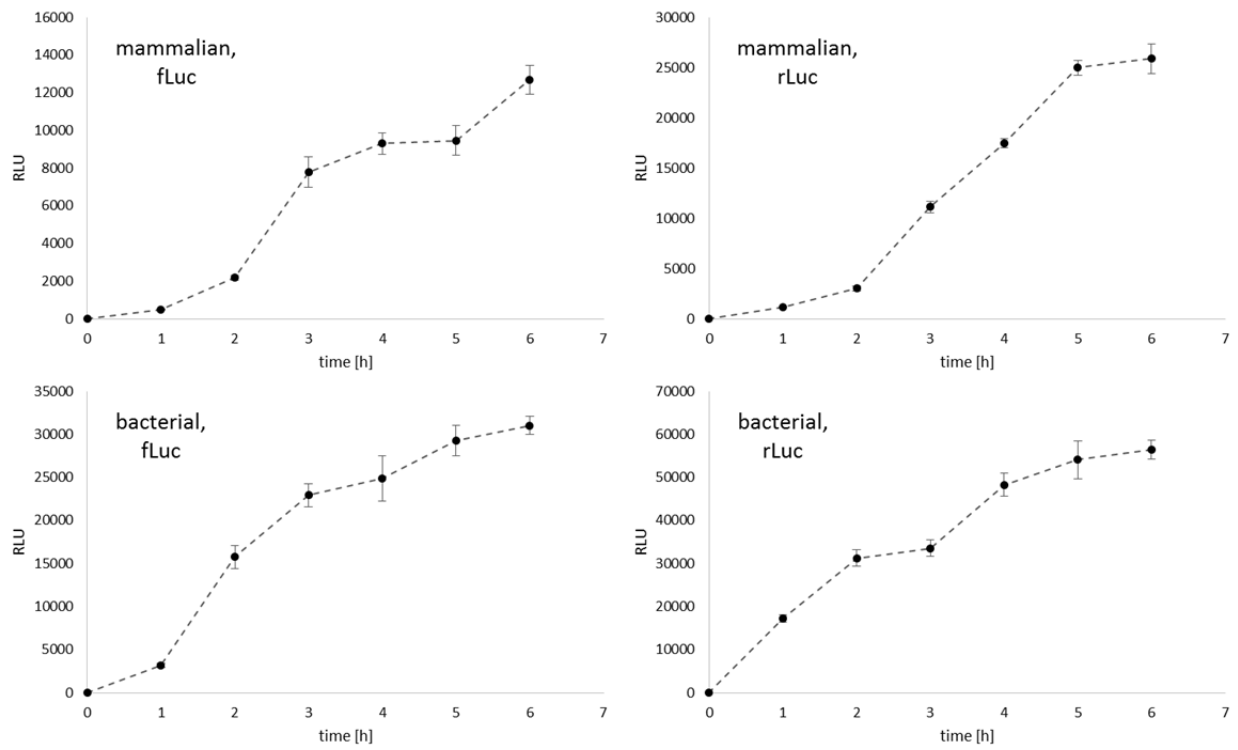 16000
14000
12000
10000
8000
6000
4000
2000
0
RLU
mammalian,
fLuc
0 1 2 3 4 5 6 7
time [h]
30000
25000
20000
15000
10000
5000
0
RLU
mammalian,
rLuc
0 1 2 3 4 5 6 7
time [h]
35000
30000
25000
20000
15000
10000
5000
0
RLU
bacterial,
fLuc
0 1 2 3 4 5 6 7
time [h]
70000
60000
50000
40000
30000
20000
10000
0
RLU
bacterial,
rLuc
0 1 2 3 4 5 6 7
time [h]